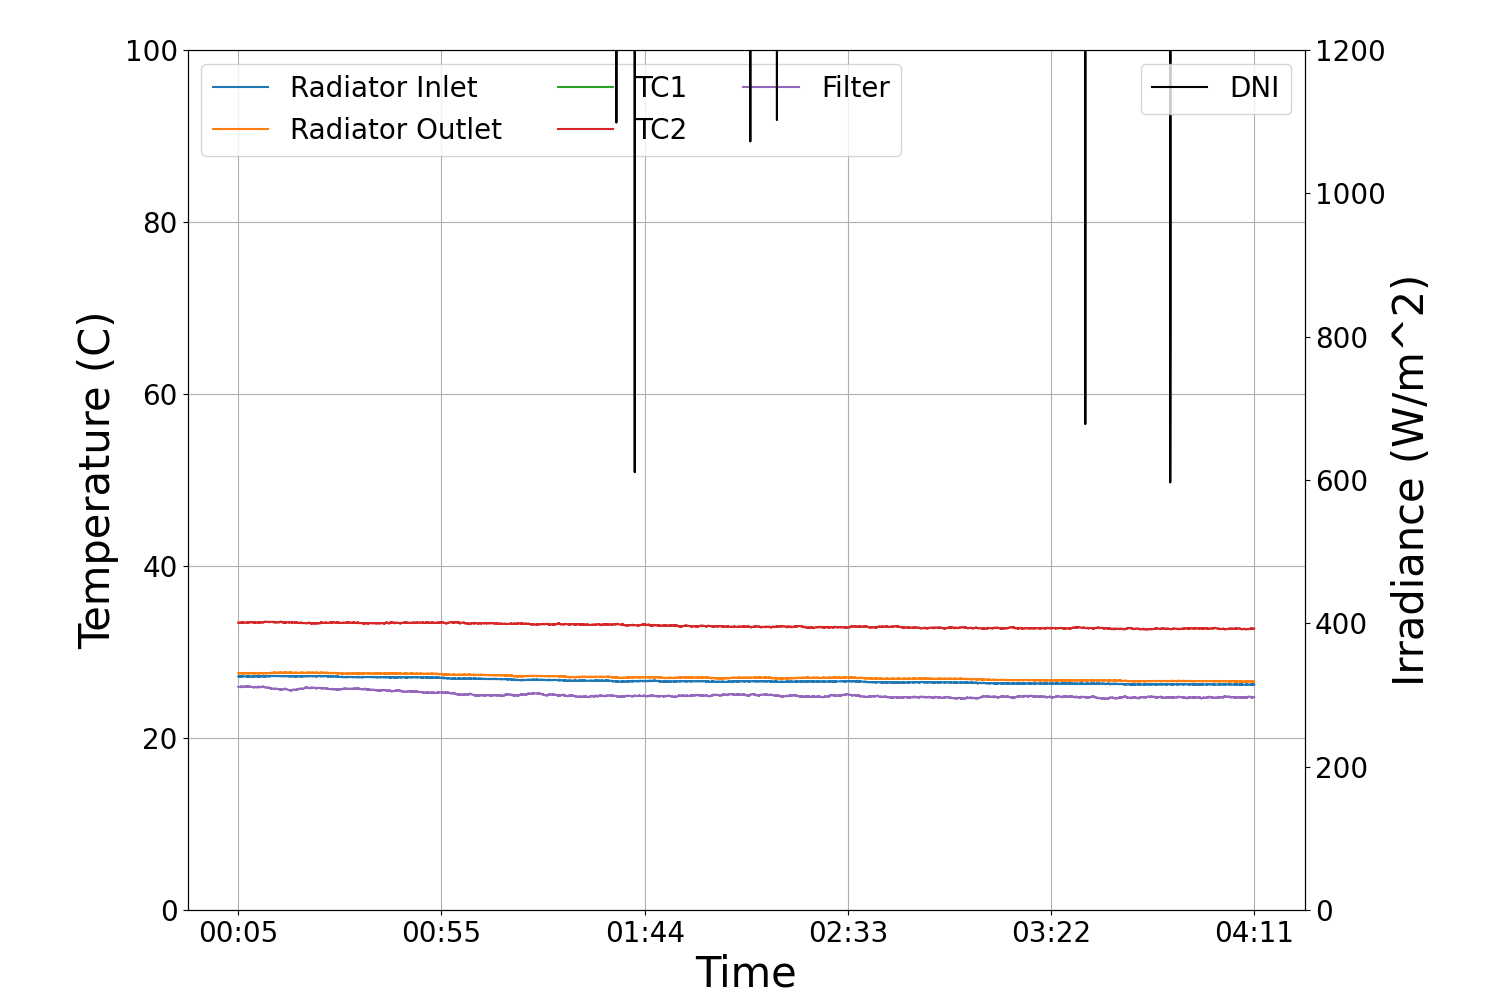 100
80
60
40
20
0
Temperature (C)
Radiator Inlet
Radiator Outlet
TC1
TC2
Filter
DNI
1200
1000
800
600
400
200
0
Irradiance (W/m^2)
00:05 00:55 01:44 02:33 03:22 04:11
Time